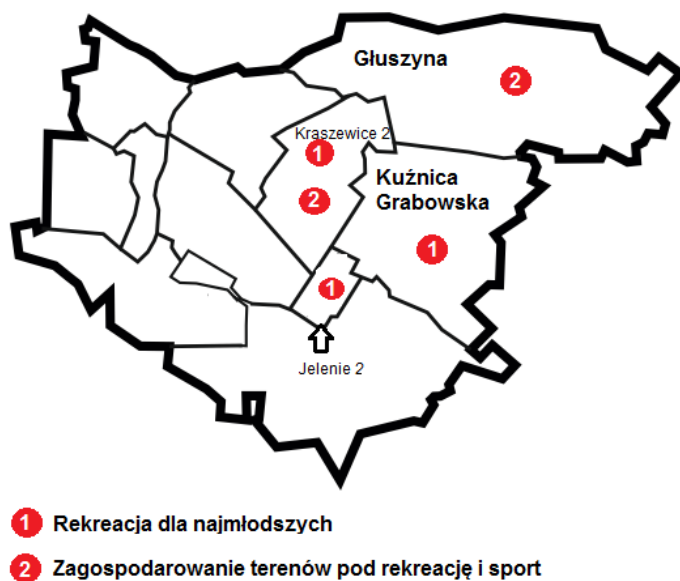 Głuszyna
2
Kraszewice 2
1
Kuźnica
Grabowska
2
1
1
Jelenie 2
1 Rekreacja dla najmłodszych
2 Zagospodarowanie terenów pod rekreację i sport